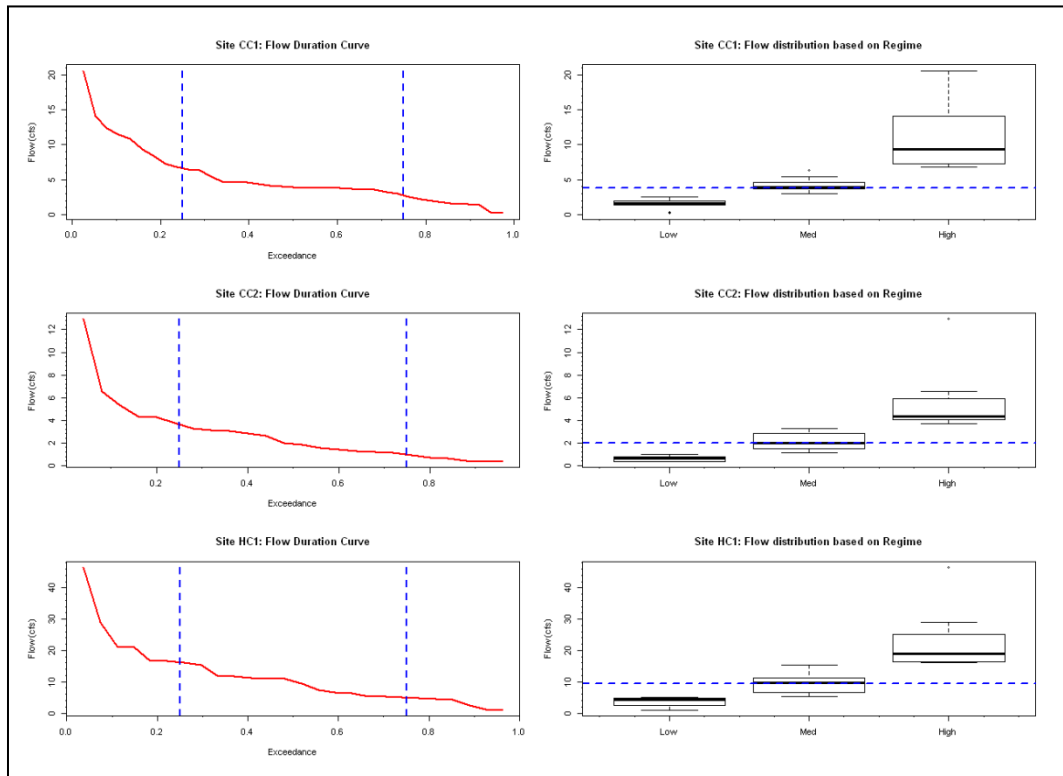 Site CC1: Flow Duration Curve
Flow (cfs)
20
15
10
5
0
0.0 0.2 0.4 0.6 0.8 1.0
Exceedance
Site CC1: Flow distribution based on Regime
Flow (cfs)
20
15
10
5
0
Low Med High
Site CC2: Flow Duration Curve
Flow (cfs)
12
10
8
6
4
2
0
0.2 0.4 0.6 0.8
Exceedance
Site CC2: Flow distribution based on Regime
Flow (cfs)
12
10
8
6
4
2
0
Low Med High
Site HC1: Flow Duration Curve
Flow (cfs)
40
30
20
10
0
0.0 0.2 0.4 0.6 0.8 1.0
Exceedance
Site HC1: Flow distribution based on Regime
Flow (cfs)
40
30
20
10
0
Low Med High